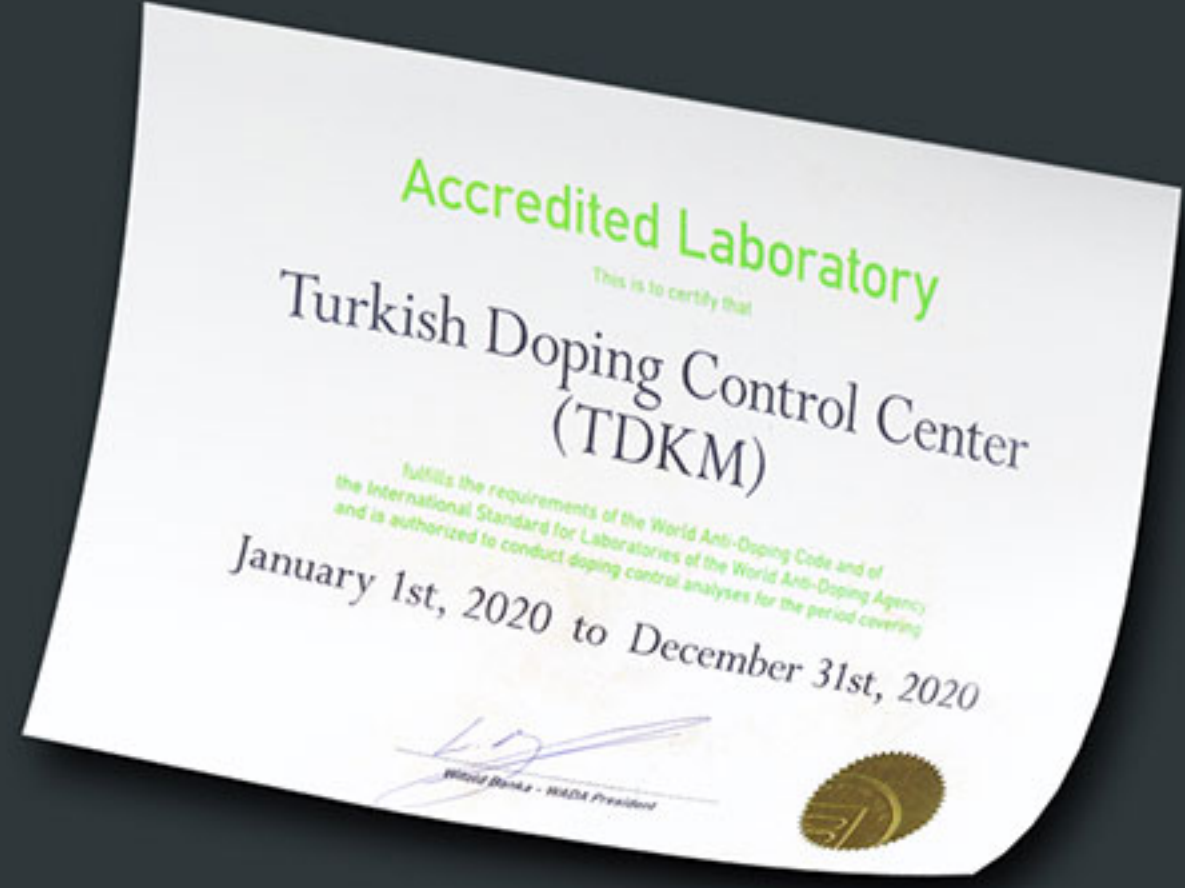 Accredited Laboratory
This is to certify that
Turkish Doping Control Center
(TDKM)
fulfills the requirements of the World Anti-Doping Code and of
the International Standard for Laboratories of the World Anti-Doping Agency
and is authorized to conduct doping control analyses for the period covering
January 1st, 2020 to December 31st, 2020
Witold Banka - WADA President